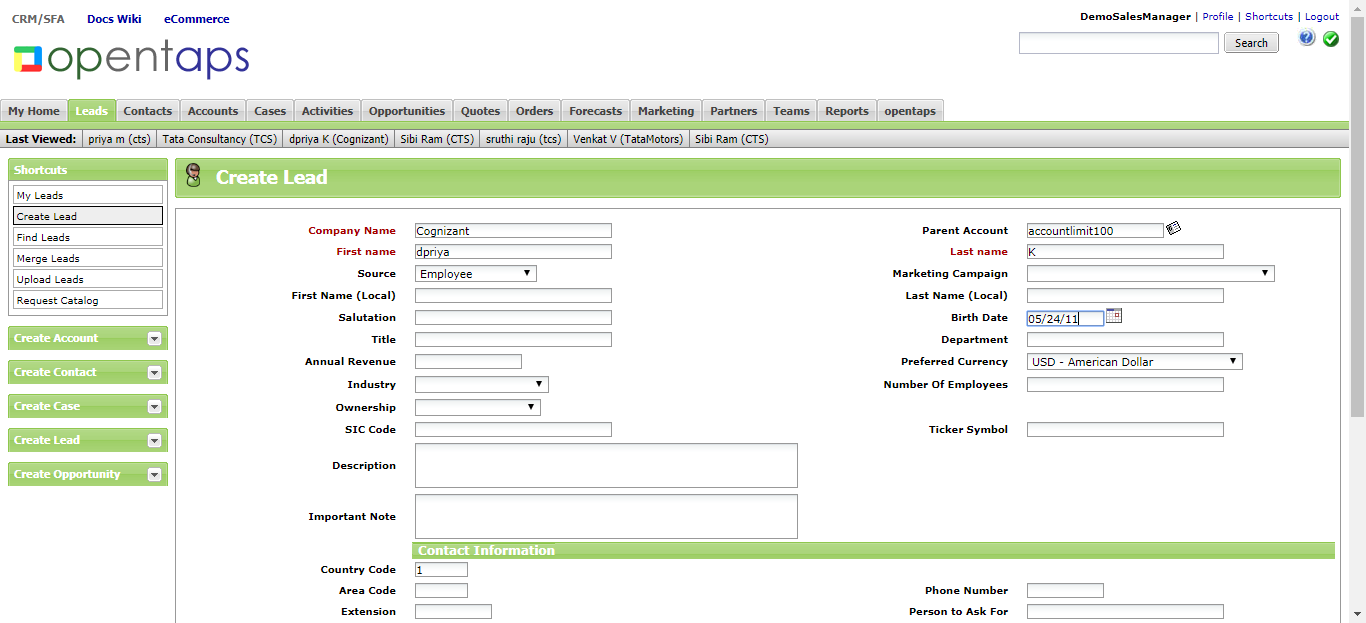 CRM/SFA Docs Wiki eCommerce
DemoSalesManager | Profile | Shortcuts | Logout
opentaps
Search
My Home Leads Contacts Accounts Cases Activities Opportunities Quotes Orders Forecasts Marketing Partners Teams Reports opentaps
Last Viewed: priya m (cts) Tata Consultancy (TCS) dpriya K (Cognizant) Sibi Ram (CTS) sruthi raju (tcs) Venkat V (TataMotors) Sibi Ram (CTS)
Shortcuts
My Leads
Create Lead
Find Leads
Merge Leads
Upload Leads
Request Catalog
Create Account
Create Contact
Create Case
Create Lead
Create Opportunity
Create Lead
Company Name Cognizant Parent Account accountlimit100
First name dpriya Last name K
Source Employee Marketing Campaign
First Name (Local) Last Name (Local)
Salutation Birth Date 05/24/11
Title Department
Annual Revenue Preferred Currency USD - American Dollar
Industry Number Of Employees
Ownership
SIC Code Ticker Symbol
Description
Important Note
Contact Information
Country Code 1
Area Code Phone Number
Extension Person to Ask For